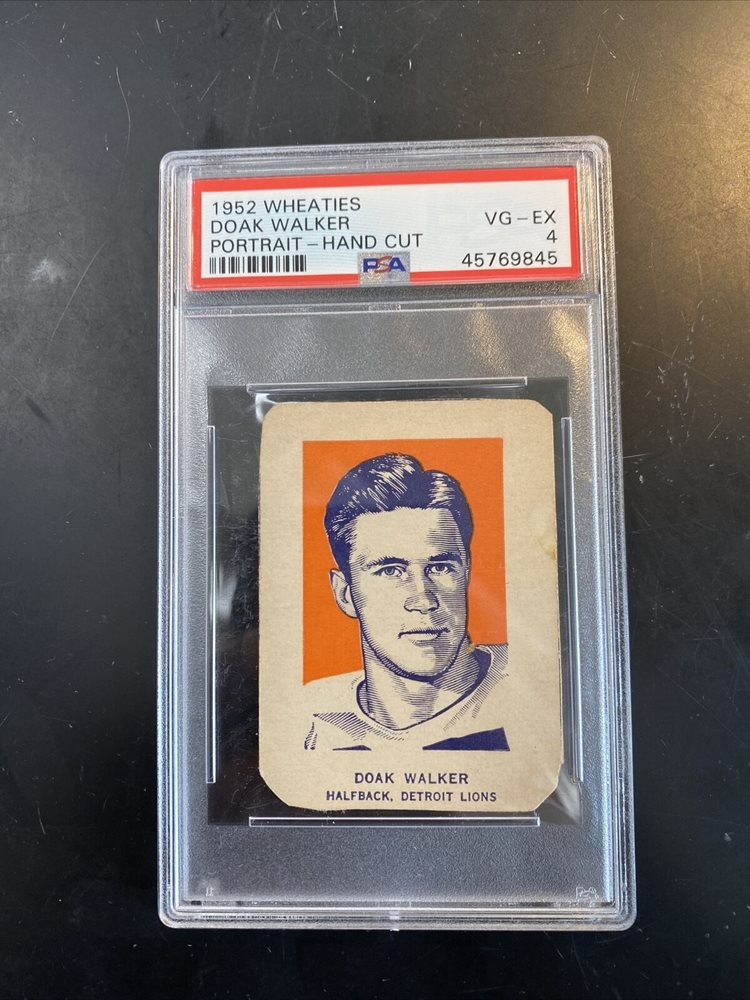 1952 WHEATIES
DOAK WALKER
PORTRAIT-HAND CUT
VG-EX
4
45769845
PSA
DOAK WALKER
HALFBACK, DETROIT LIONS